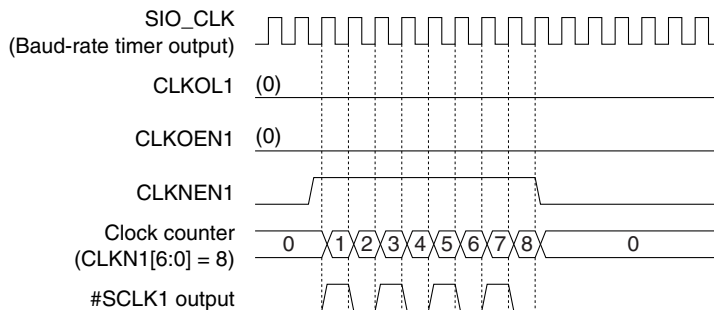 SIO_CLK
(Baud-rate timer output)
CLKOL1 (0)
CLKOEN1 (0)
CLKNEN1
Clock counter
(CLKN1[6:0] = 8)
0 1 2 3 4 5 6 7 8 0
#SCLK1 output